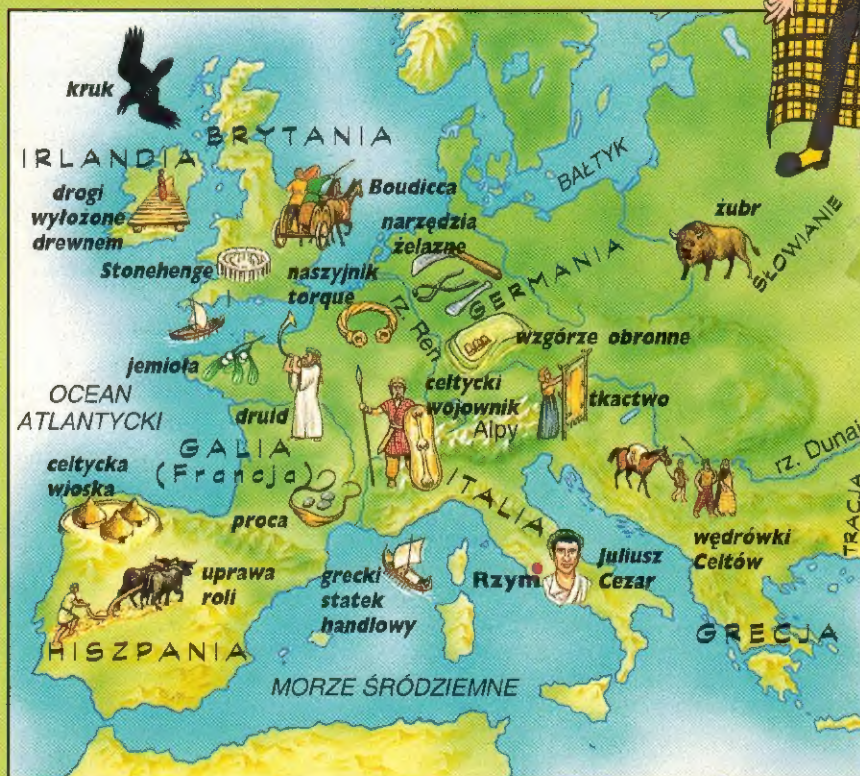 kruk
BRYTANIA
IRLANDIA
drogi
wyłożone
drewnem
Boudicca
BAŁTYK
żubr
SŁOWIANIE
narzędzia
żelazne
Stonehenge
naszyjnik
torque
GERMANIA
rz. Ren
wzgórze obronne
jemioła
celtycki
wojownik
Alpy
tkactwo
OCEAN
ATLANTYCKI
druid
GALIA
(Francja)
rz. Dunaj
celtycka
wioska
proca
ITALIA
TRACJA
wędrówki
Celtów
uprawa
roli
grecki
statek
handlowy
Rzym
Juliusz
Cezar
GRECJA
HISZPANIA
MORZE ŚRÓDZIEMNE